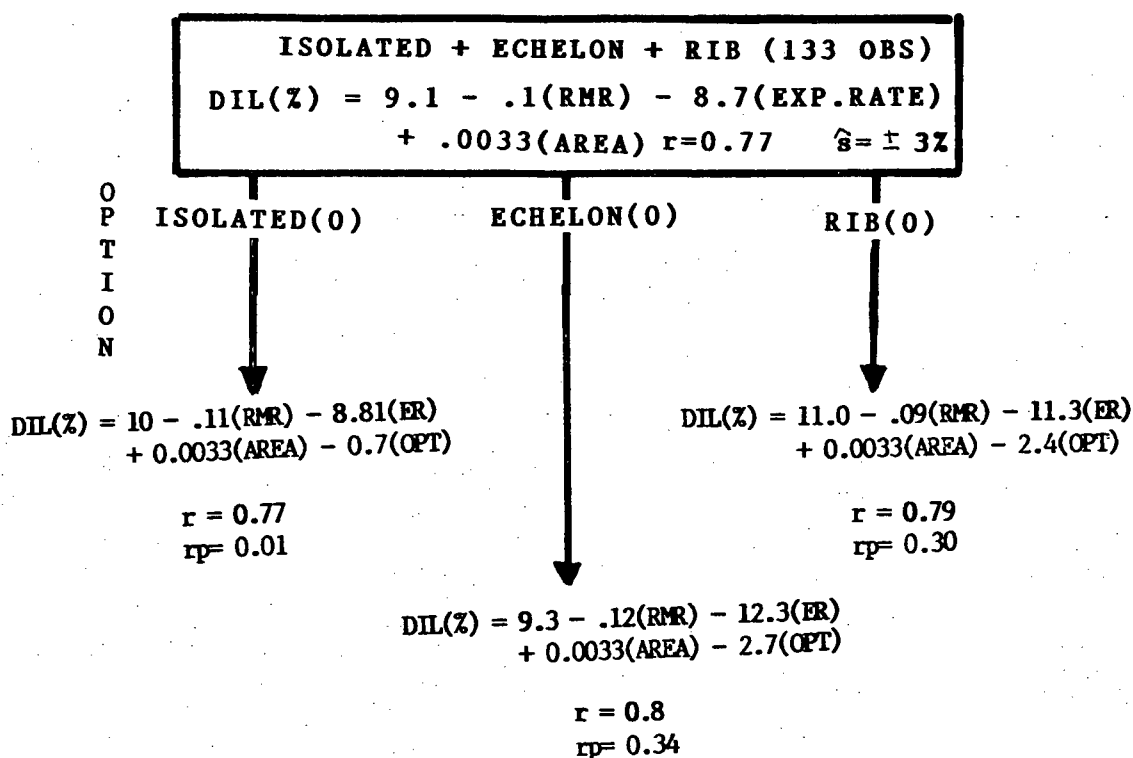 ISOLATED + ECHELON + RIB (133 OBS)
DIL(%) = 9.1 - .1(RMR) - 8.7(EXP.RATE)
+ .0033(AREA) r=0.77 ŝ= ± 3%
OPTION
ISOLATED(0)
ECHELON(0)
RIB(0)
DIL(%) = 10 - .11(RMR) - 8.81(ER)
+ 0.0033(AREA) - 0.7(OPT)
r = 0.77
rp= 0.01
DIL(%) = 11.0 - .09(RMR) - 11.3(ER)
+ 0.0033(AREA) - 2.4(OPT)
r = 0.79
rp= 0.30
DIL(%) = 9.3 - .12(RMR) - 12.3(ER)
+ 0.0033(AREA) - 2.7(OPT)
r = 0.8
rp= 0.34